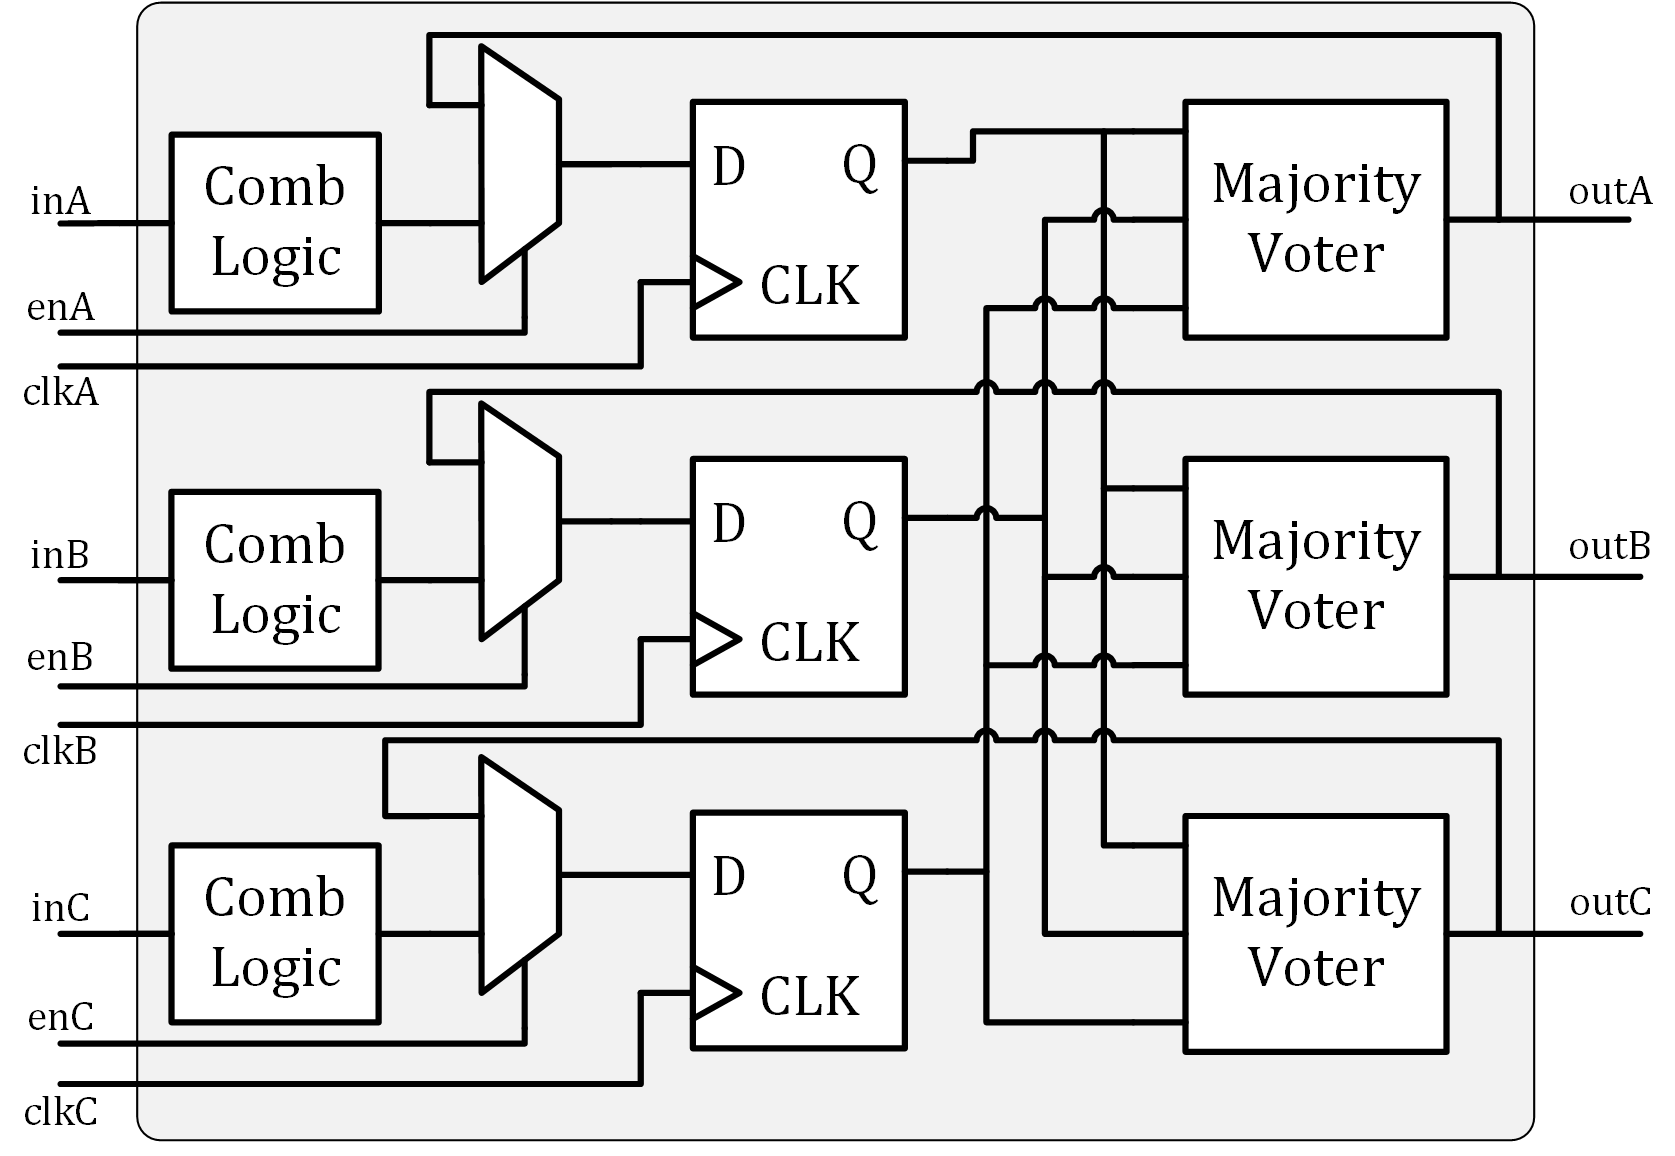 inA
enA
clkA
Comb
Logic
D
Q
CLK
Majority
Voter
outA
inB
enB
clkB
Comb
Logic
D
Q
CLK
Majority
Voter
outB
inC
enC
clkC
Comb
Logic
D
Q
CLK
Majority
Voter
outC